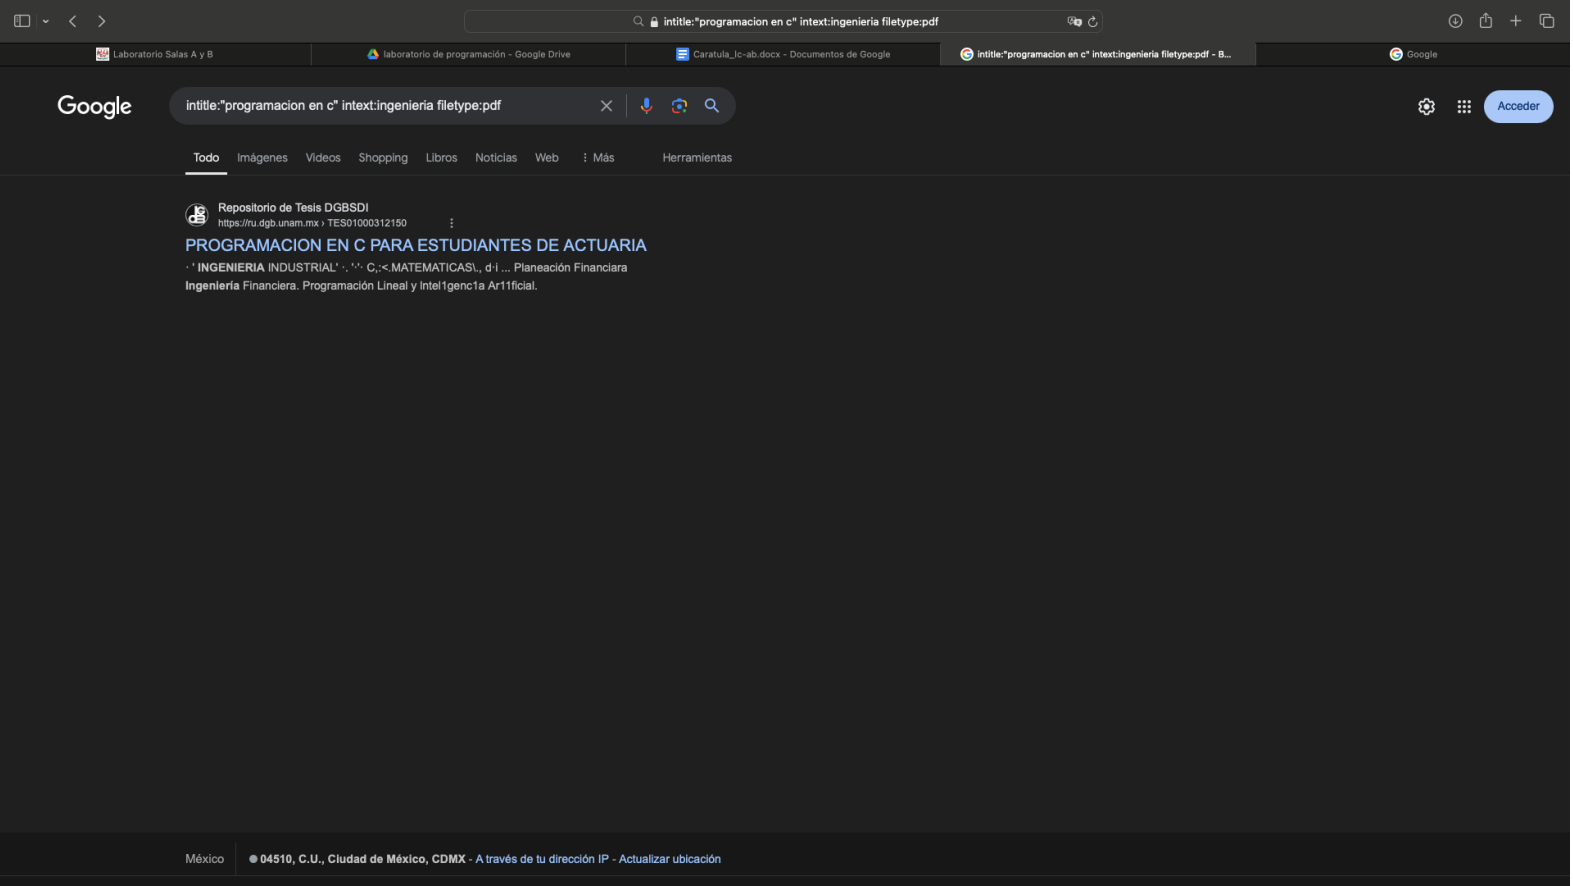 intitle:"programacion en c" intext:ingenieria filetype:pdf
Laboratorio Salas A y B
laboratorio de programación - Google Drive
Caratula_lc-ab.docx - Documentos de Google
intitle:"programacion en c" intext:ingenieria filetype:pdf - B...
Google
Google
intitle:"programacion en c" intext:ingenieria filetype:pdf
Acceder
Todo Imágenes Videos Shopping Libros Noticias Web Más Herramientas
Repositorio de Tesis DGBSDI
https://ru.dgb.unam.mx › TES01000312150
PROGRAMACION EN C PARA ESTUDIANTES DE ACTUARIA
· ' INGENIERIA INDUSTRIAL' ·. '·'· C,:<.MATEMATICAS\., d·i ... Planeación Financiara
Ingeniería Financiera. Programación Lineal y Intel1genc1a Ar11ficial.
México
04510, C.U., Ciudad de México, CDMX - A través de tu dirección IP - Actualizar ubicación